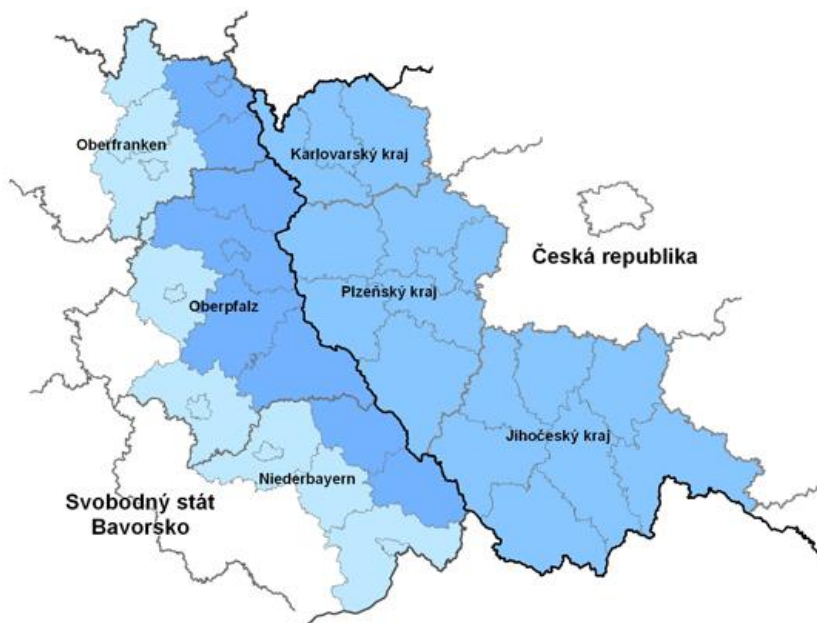 Oberfranken
Karlovarský kraj
Česká republika
Plzeňský kraj
Oberpfalz
Jihočeský kraj
Niederbayern
Svobodný stát
Bavorsko